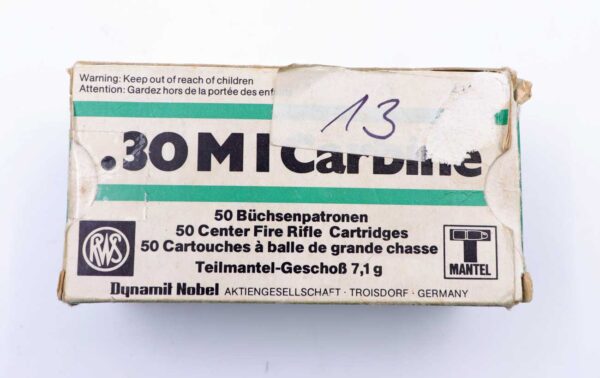 Warning: Keep out of reach of children
Attention: Gardez hors de la portée des
13
.30 M1 Carbine
50 Büchsenpatronen
50 Center Fire Rifle Cartridges
50 Cartouches à balle de grande chasse
Teilmantel-Geschoß 7,1 g
RWS
T
MANTEL
Dynamit Nobel AKTIENGESELLSCHAFT · TROISDORF · GERMANY